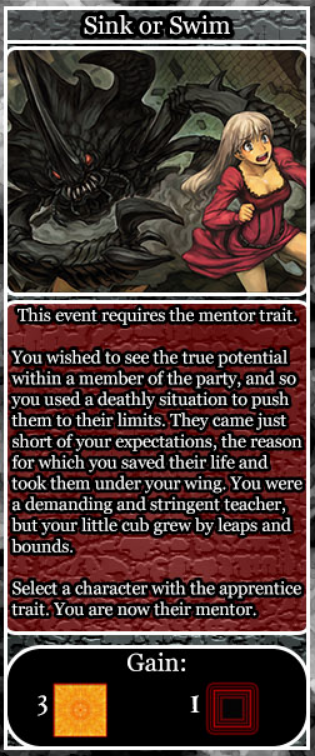 Sink or Swim
This event requires the mentor trait.
You wished to see the true potential
within a member of the party, and so
you used a deathly situation to push
them to their limits. They came just
short of your expectations, the reason
for which you saved their life and
took them under your wing. You were
a demanding and stringent teacher,
but your little cub grew by leaps and
bounds.
Select a character with the apprentice
trait. You are now their mentor.
Gain:
3 1